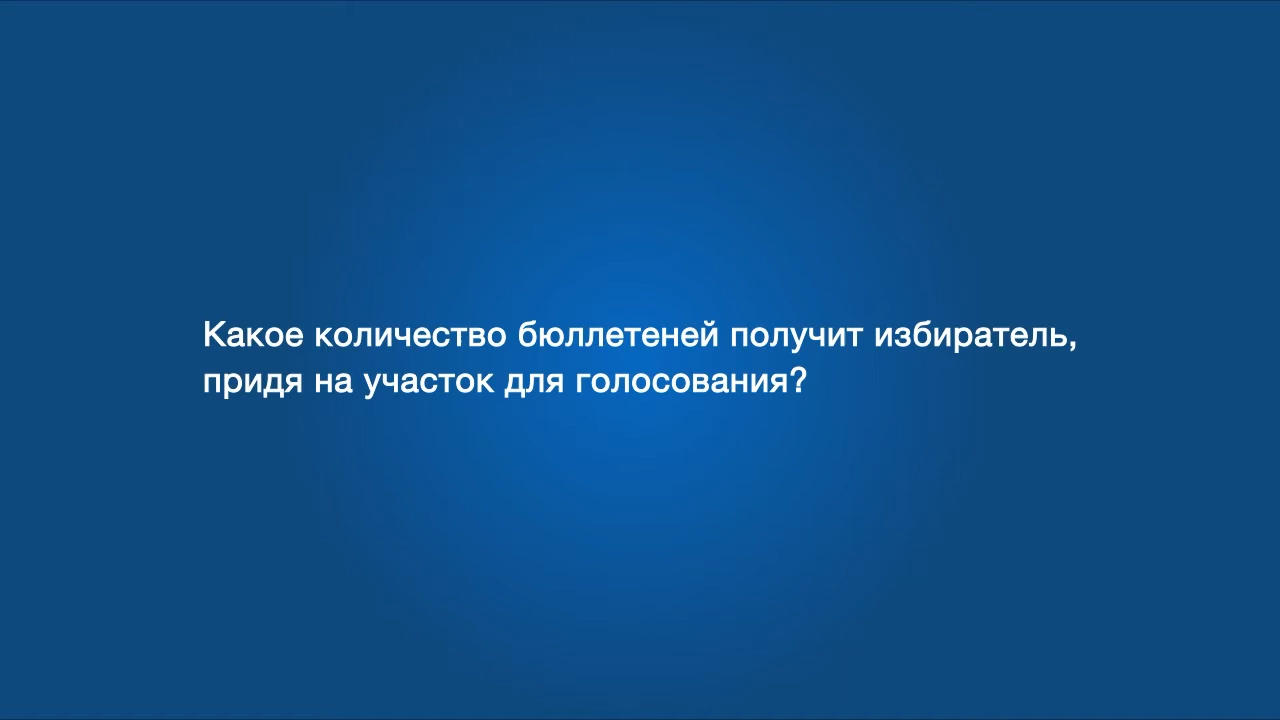 Какое количество бюллетеней получит избиратель,
придя на участок для голосования?